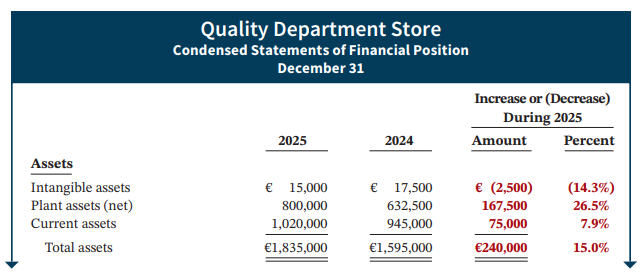 Quality Department Store
Condensed Statements of Financial Position
December 31
Increase or (Decrease)
During 2025
2025 2024 Amount Percent
Assets
Intangible assets € 15,000 € 17,500 € (2,500) (14.3%)
Plant assets (net) 800,000 632,500 167,500 26.5%
Current assets 1,020,000 945,000 75,000 7.9%
Total assets €1,835,000 €1,595,000 €240,000 15.0%